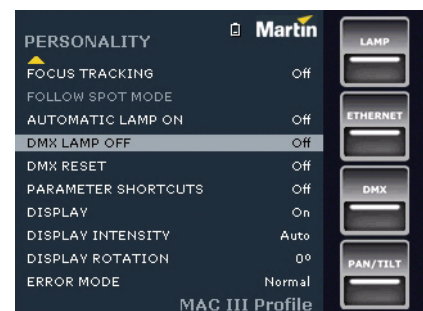 PERSONALITY
Martin
FOCUS TRACKING Off
FOLLOW SPOT MODE
AUTOMATIC LAMP ON Off
DMX LAMP OFF Off
DMX RESET Off
PARAMETER SHORTCUTS Off
DISPLAY On
DISPLAY INTENSITY Auto
DISPLAY ROTATION 0°
ERROR MODE Normal
MAC III Profile
LAMP
ETHERNET
DMX
PAN/TILT